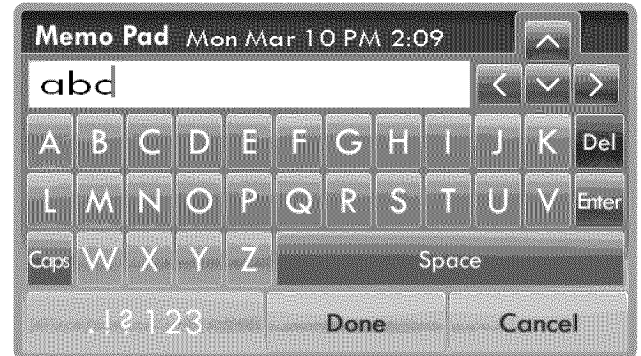 Memo Pad Mon Mar 10 PM 2:09
abc
A B C D E F G H I J K Del
L M N O P Q R S T U V Enter
Caps W X Y Z Space
.!?123 Done Cancel